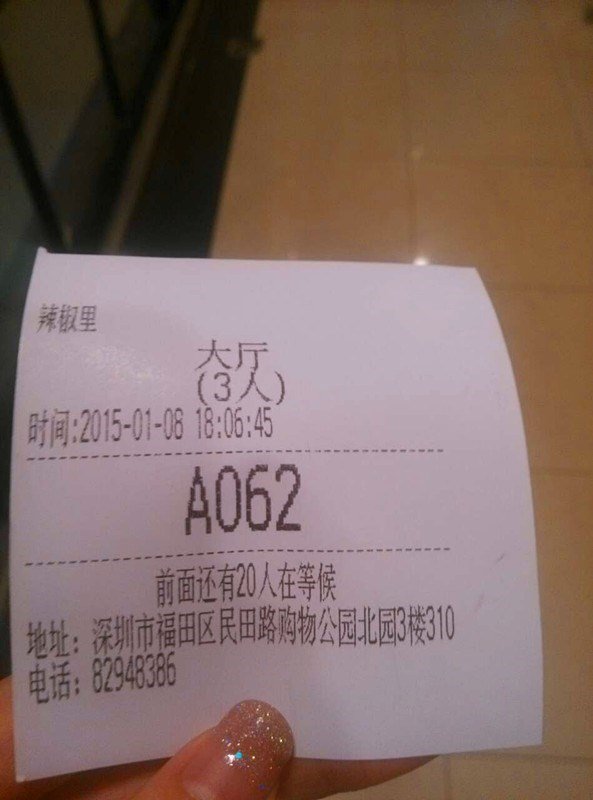 辣椒里
大厅
(3人)
时间:2015-01-08 18:06:45
A062
前面还有20人在等候
地址: 深圳市福田区民田路购物公园北园3楼310
电话: 82948386